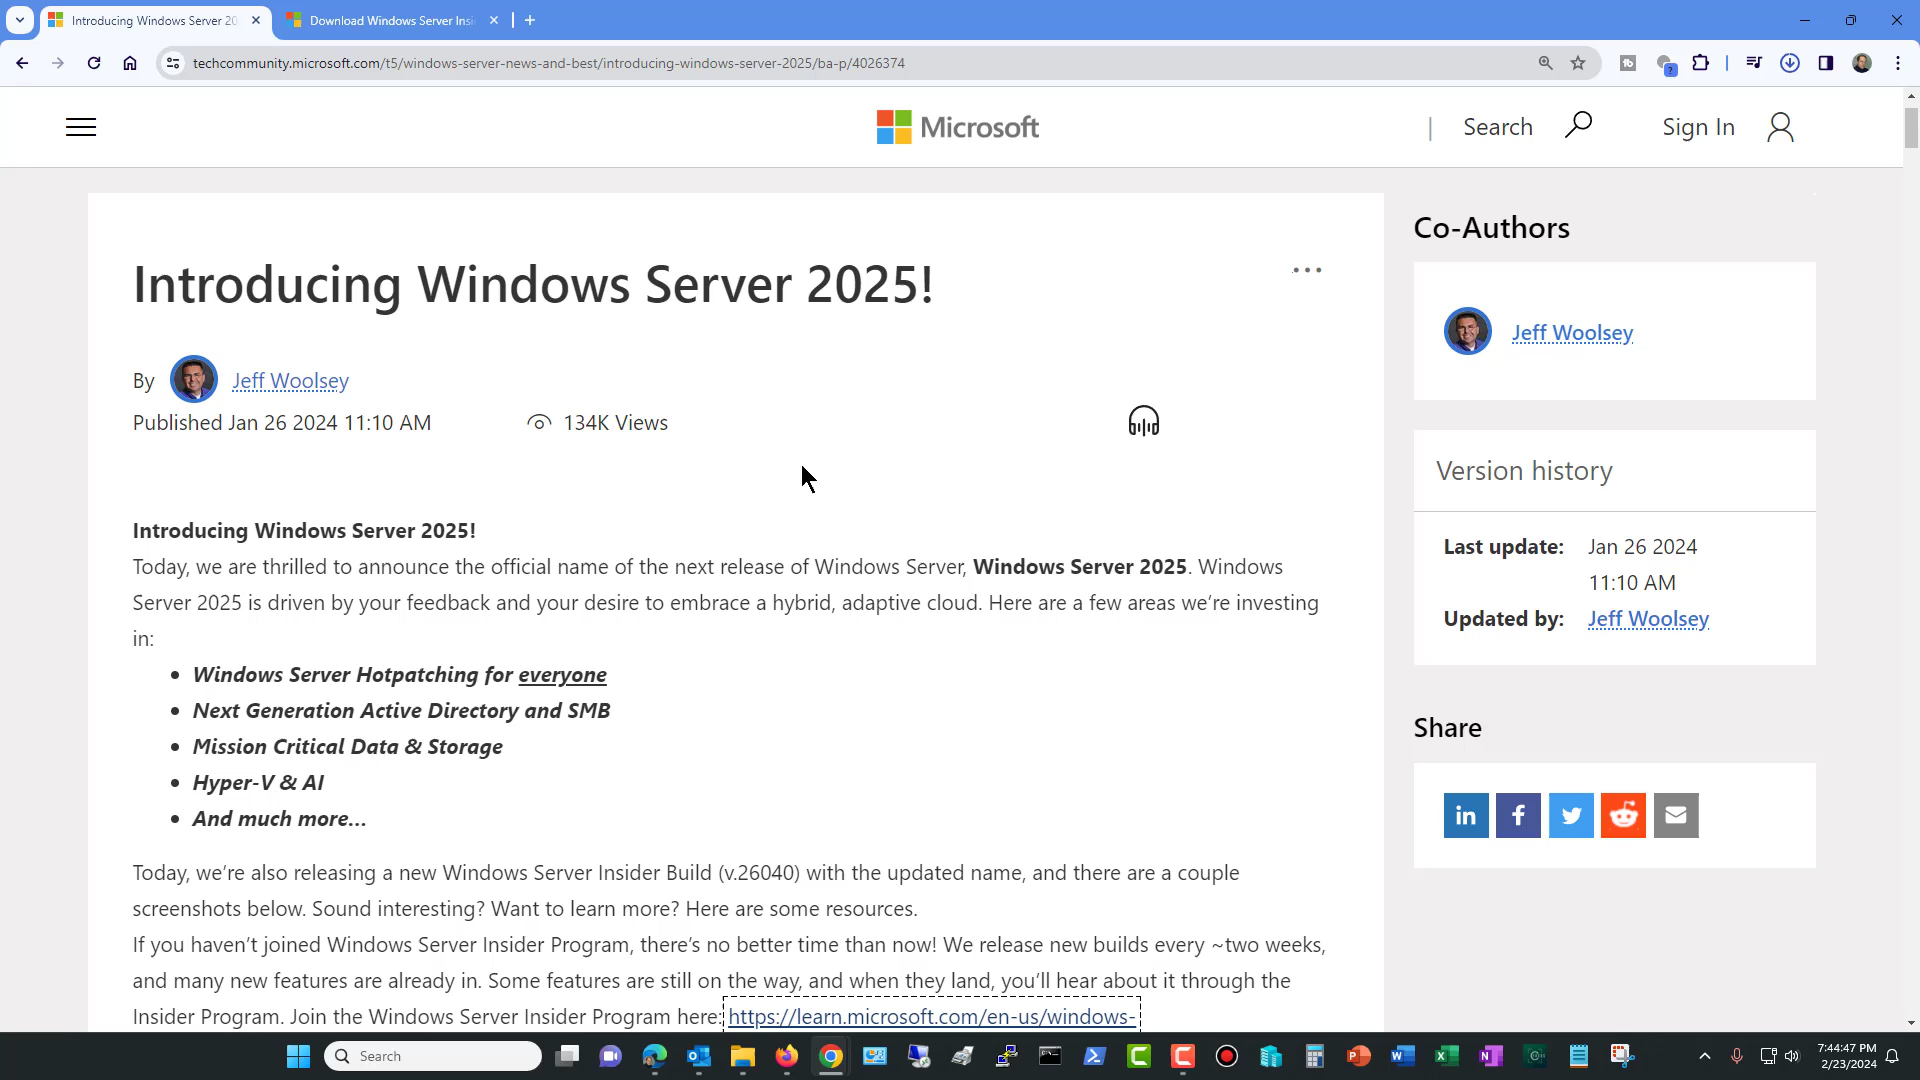 Introducing Windows Server 20
Download Windows Server Insi
techcommunity.microsoft.com/t5/windows-server-news-and-best/introducing-windows-server-2025/ba-p/4026374
Microsoft
| Search
Sign In
Introducing Windows Server 2025!
By Jeff Woolsey
Published Jan 26 2024 11:10 AM
134K Views
Introducing Windows Server 2025!
Today, we are thrilled to announce the official name of the next release of Windows Server, Windows Server 2025. Windows
Server 2025 is driven by your feedback and your desire to embrace a hybrid, adaptive cloud. Here are a few areas we're investing
in:
• Windows Server Hotpatching for everyone
• Next Generation Active Directory and SMB
• Mission Critical Data & Storage
• Hyper-V & AI
• And much more...
Today, we're also releasing a new Windows Server Insider Build (v.26040) with the updated name, and there are a couple
screenshots below. Sound interesting? Want to learn more? Here are some resources.
If you haven't joined Windows Server Insider Program, there's no better time than now! We release new builds every ~two weeks,
and many new features are already in. Some features are still on the way, and when they land, you'll hear about it through the
Insider Program. Join the Windows Server Insider Program here: https://learn.microsoft.com/en-us/windows-
Co-Authors
Jeff Woolsey
Version history
Last update: Jan 26 2024
11:10 AM
Updated by: Jeff Woolsey
Share
Search
7:44:47 PM
2/23/2024